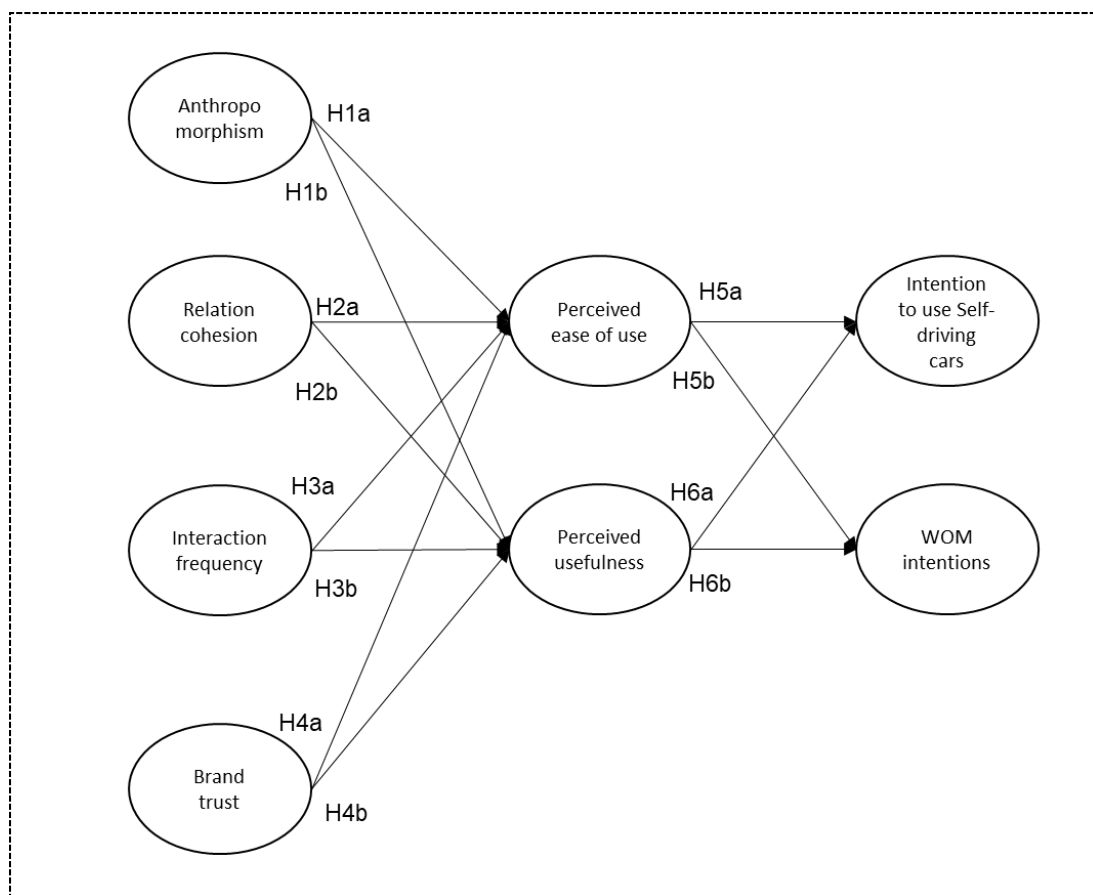 Anthropo
morphism
H1a
H1b
Relation
cohesion
H2a
H2b
Perceived
ease of use
H5a
H5b
Intention
to use Self-
driving
cars
Interaction
frequency
H3a
H3b
Perceived
usefulness
H6a
H6b
WOM
intentions
Brand
trust
H4a
H4b